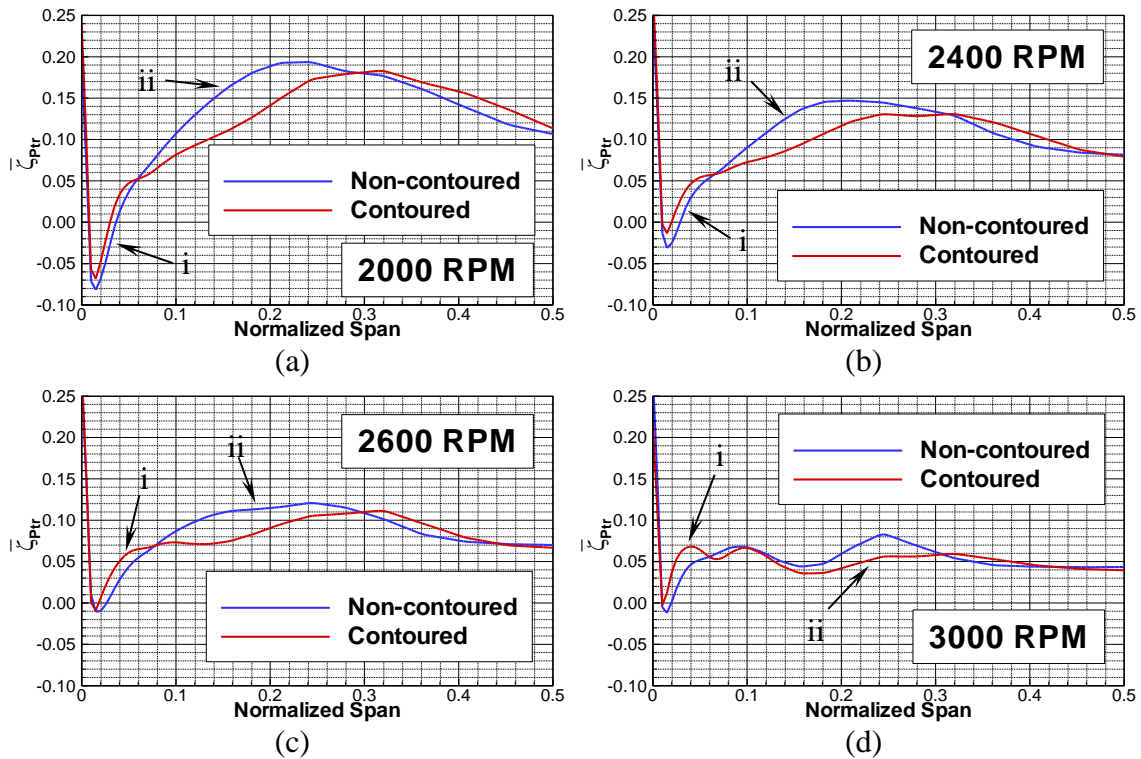 0.25
0.20
0.15
0.10
0.05
0.00
-0.05
-0.10
ζ̅Ptr
ii
i
Non-contoured
Contoured
2000 RPM
0 0.1 0.2 0.3 0.4 0.5
Normalized Span
(a)
0.25
0.20
0.15
0.10
0.05
0.00
-0.05
-0.10
ζ̅Ptr
2400 RPM
ii
i
Non-contoured
Contoured
0 0.1 0.2 0.3 0.4 0.5
Normalized Span
(b)
0.25
0.20
0.15
0.10
0.05
0.00
-0.05
-0.10
ζ̅Ptr
2600 RPM
ii
i
Non-contoured
Contoured
0 0.1 0.2 0.3 0.4 0.5
Normalized Span
(c)
0.25
0.20
0.15
0.10
0.05
0.00
-0.05
-0.10
ζ̅Ptr
Non-contoured
Contoured
i
ii
3000 RPM
0 0.1 0.2 0.3 0.4 0.5
Normalized Span
(d)